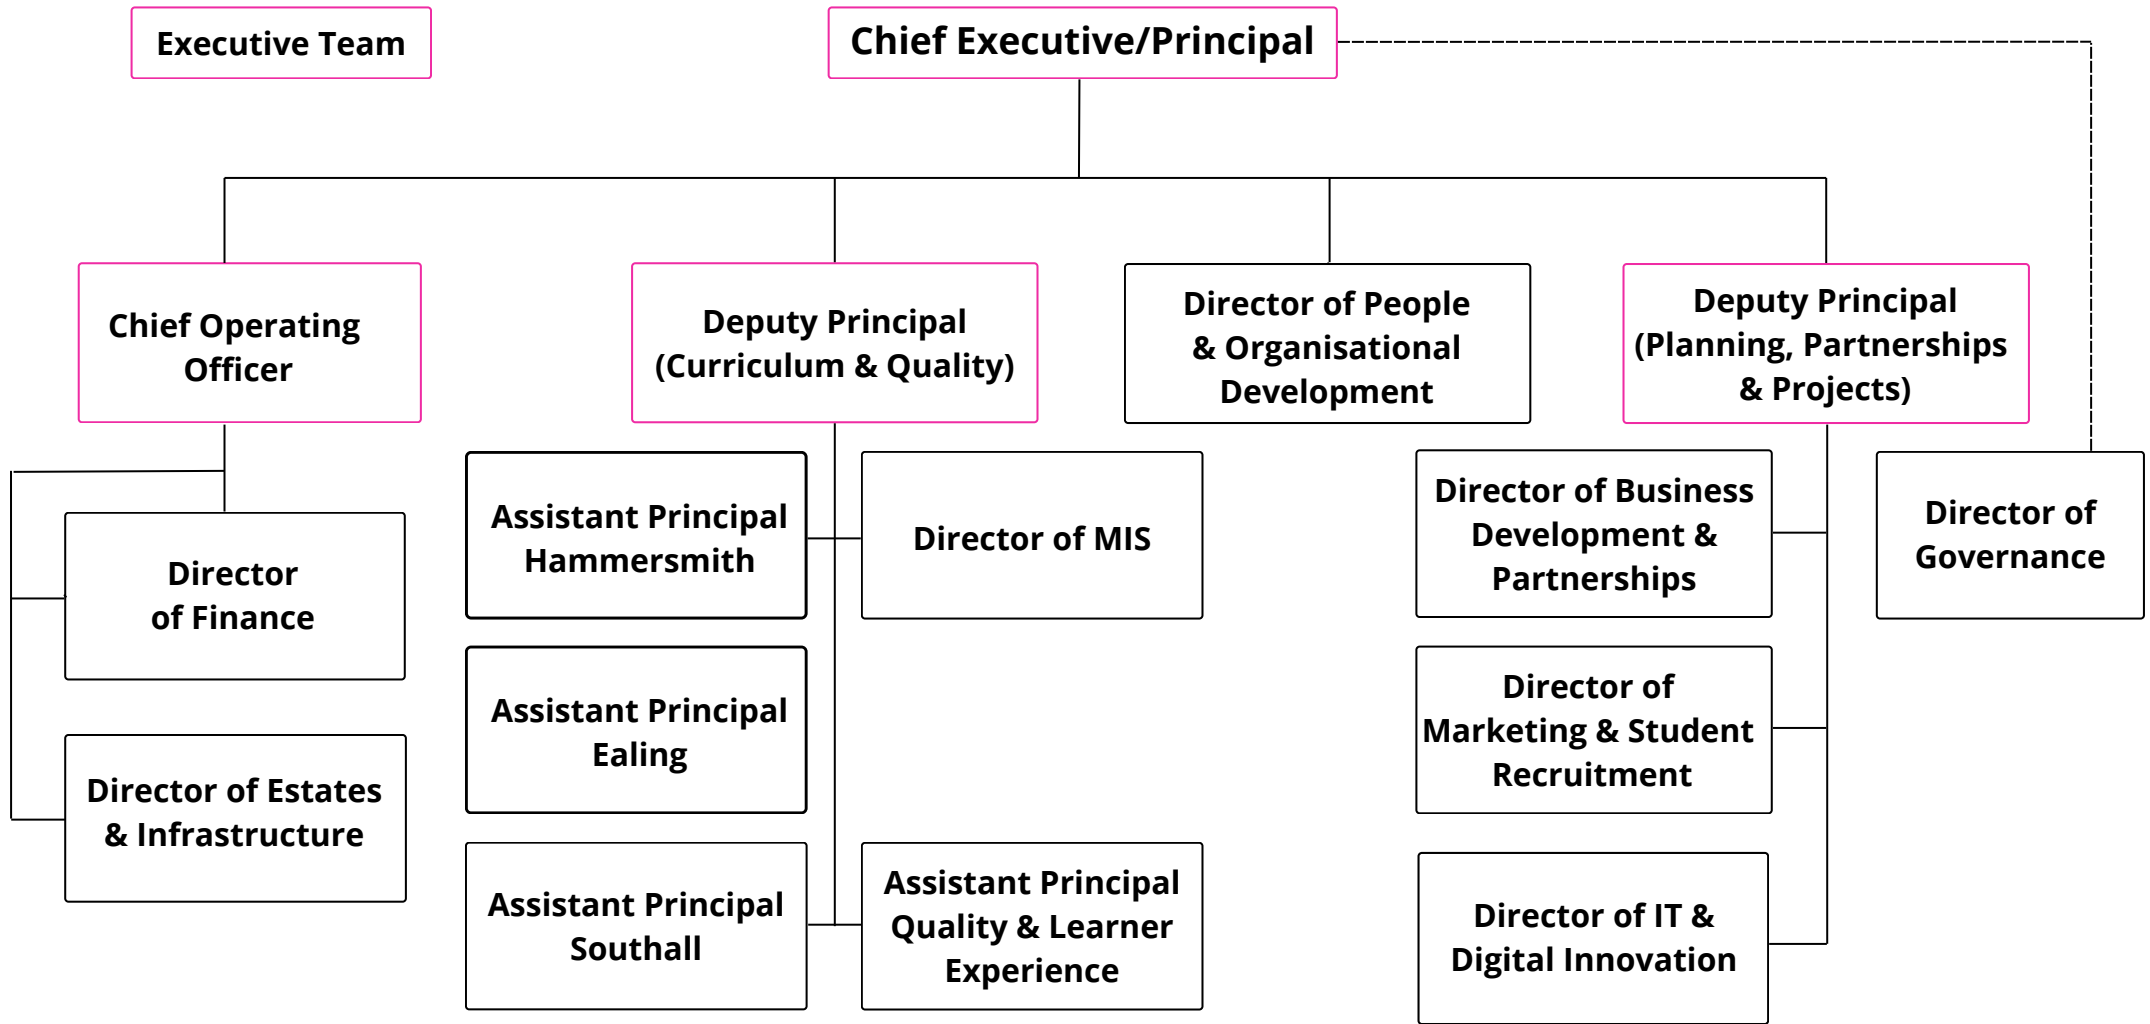 Executive Team
Chief Executive/Principal
Chief Operating
Officer
Deputy Principal
(Curriculum & Quality)
Director of People
& Organisational
Development
Deputy Principal
(Planning, Partnerships
& Projects)
Director
of Finance
Director of Estates
& Infrastructure
Assistant Principal
Hammersmith
Director of MIS
Assistant Principal
Ealing
Assistant Principal
Southall
Assistant Principal
Quality & Learner
Experience
Director of Business
Development &
Partnerships
Director of
Marketing & Student
Recruitment
Director of IT &
Digital Innovation
Director of
Governance